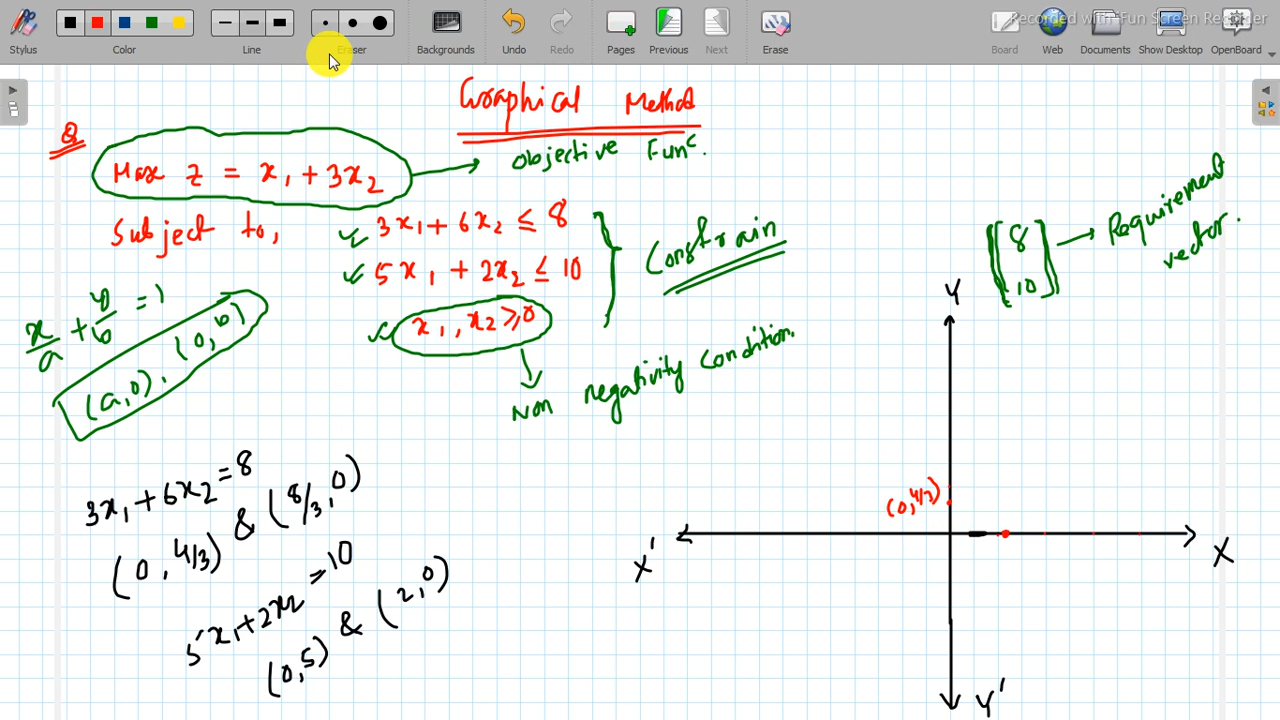 Recorded with Fun Screen Recorder
Stylus Color Line Eraser Backgrounds Undo Redo Pages Previous Next Erase Board Web Documents Show Desktop OpenBoard
Graphical Method
Q
Max z = x₁ + 3x₂
Objective Funᶜ.
Subject to,
3x₁ + 6x₂ ≤ 8
5x₁ + 2x₂ ≤ 10
x₁, x₂ ≥ 0
Constrain
Non negativity condition.
[8
10]
Requirement
vector.
x/a + y/b = 1
(a,0), (0,b)
3x₁ + 6x₂ = 8
(0, 4/3) & (8/3, 0)
5x₁ + 2x₂ = 10
(0,5) & (2,0)
Y
(0,4/3)
X'
X
Y'